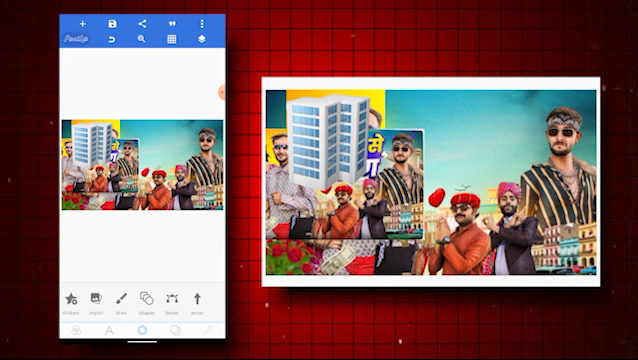 PixelLab
से
stickers import draw shapes bezier arrow